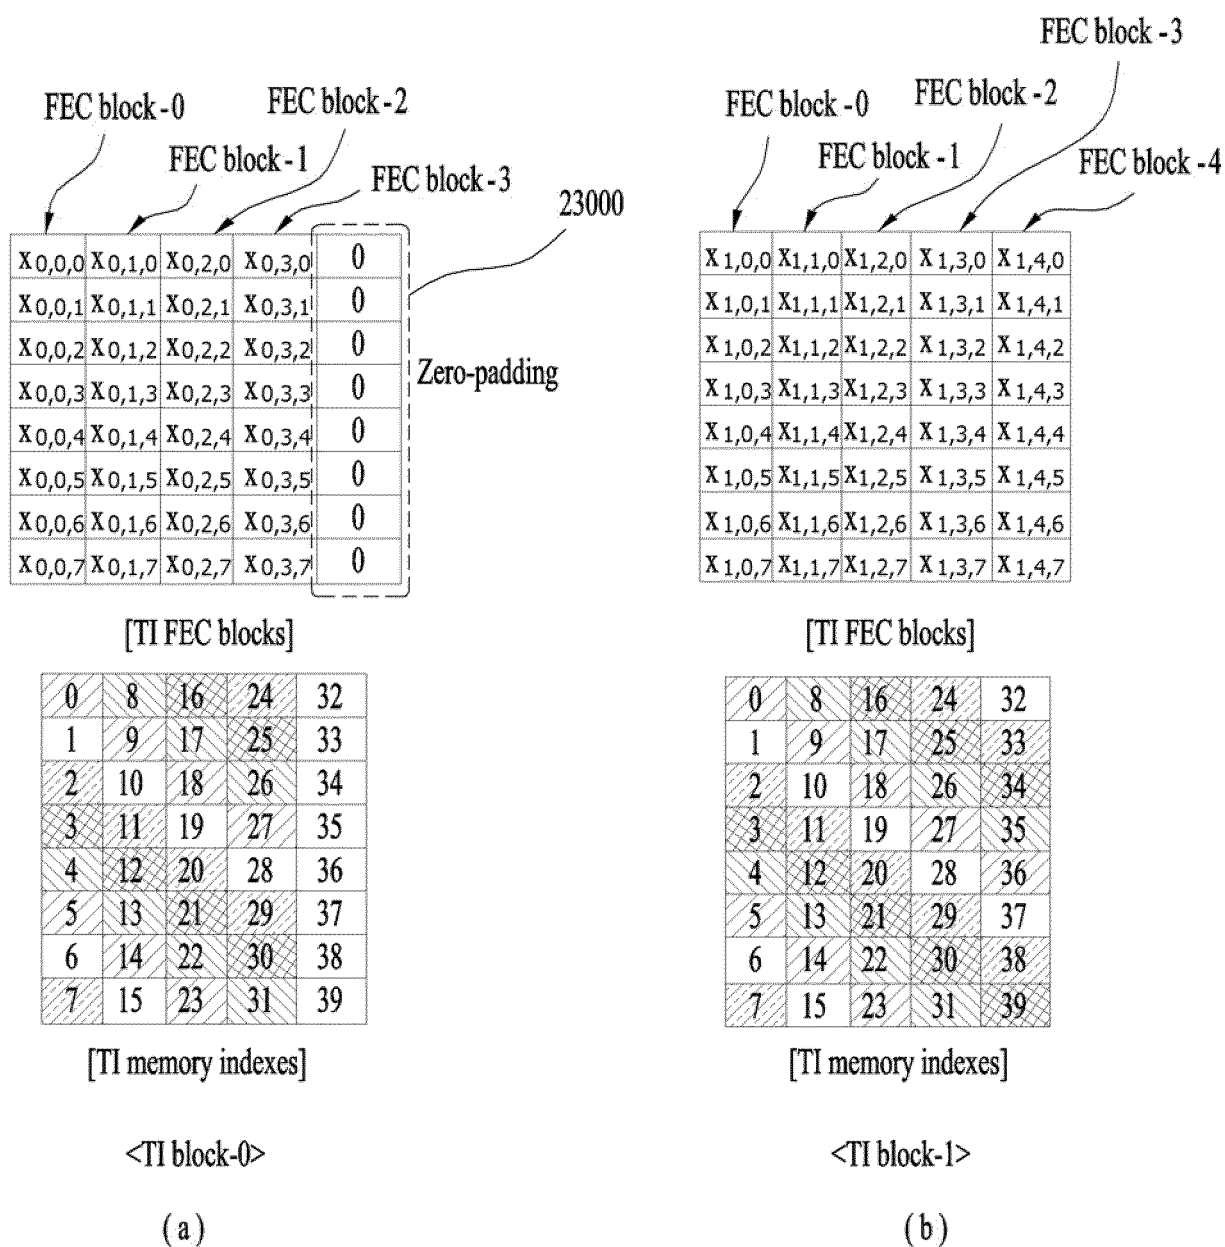 FEC block-3
FEC block-0
FEC block-2
FEC block-0
FEC block-2
FEC block-1
FEC block-3
23000
FEC block-1
FEC block-4
x0,0,0 x0,1,0 x0,2,0 x0,3,0 0
x0,0,1 x0,1,1 x0,2,1 x0,3,1 0
x0,0,2 x0,1,2 x0,2,2 x0,3,2 0
x0,0,3 x0,1,3 x0,2,3 x0,3,3 0
x0,0,4 x0,1,4 x0,2,4 x0,3,4 0
x0,0,5 x0,1,5 x0,2,5 x0,3,5 0
x0,0,6 x0,1,6 x0,2,6 x0,3,6 0
x0,0,7 x0,1,7 x0,2,7 x0,3,7 0
Zero-padding
x1,0,0 x1,1,0 x1,2,0 x1,3,0 x1,4,0
x1,0,1 x1,1,1 x1,2,1 x1,3,1 x1,4,1
x1,0,2 x1,1,2 x1,2,2 x1,3,2 x1,4,2
x1,0,3 x1,1,3 x1,2,3 x1,3,3 x1,4,3
x1,0,4 x1,1,4 x1,2,4 x1,3,4 x1,4,4
x1,0,5 x1,1,5 x1,2,5 x1,3,5 x1,4,5
x1,0,6 x1,1,6 x1,2,6 x1,3,6 x1,4,6
x1,0,7 x1,1,7 x1,2,7 x1,3,7 x1,4,7
[TI FEC blocks]
[TI FEC blocks]
0 8 16 24 32
1 9 17 25 33
2 10 18 26 34
3 11 19 27 35
4 12 20 28 36
5 13 21 29 37
6 14 22 30 38
7 15 23 31 39
0 8 16 24 32
1 9 17 25 33
2 10 18 26 34
3 11 19 27 35
4 12 20 28 36
5 13 21 29 37
6 14 22 30 38
7 15 23 31 39
[TI memory indexes]
[TI memory indexes]
<TI block-0>
<TI block-1>
(a)
(b)